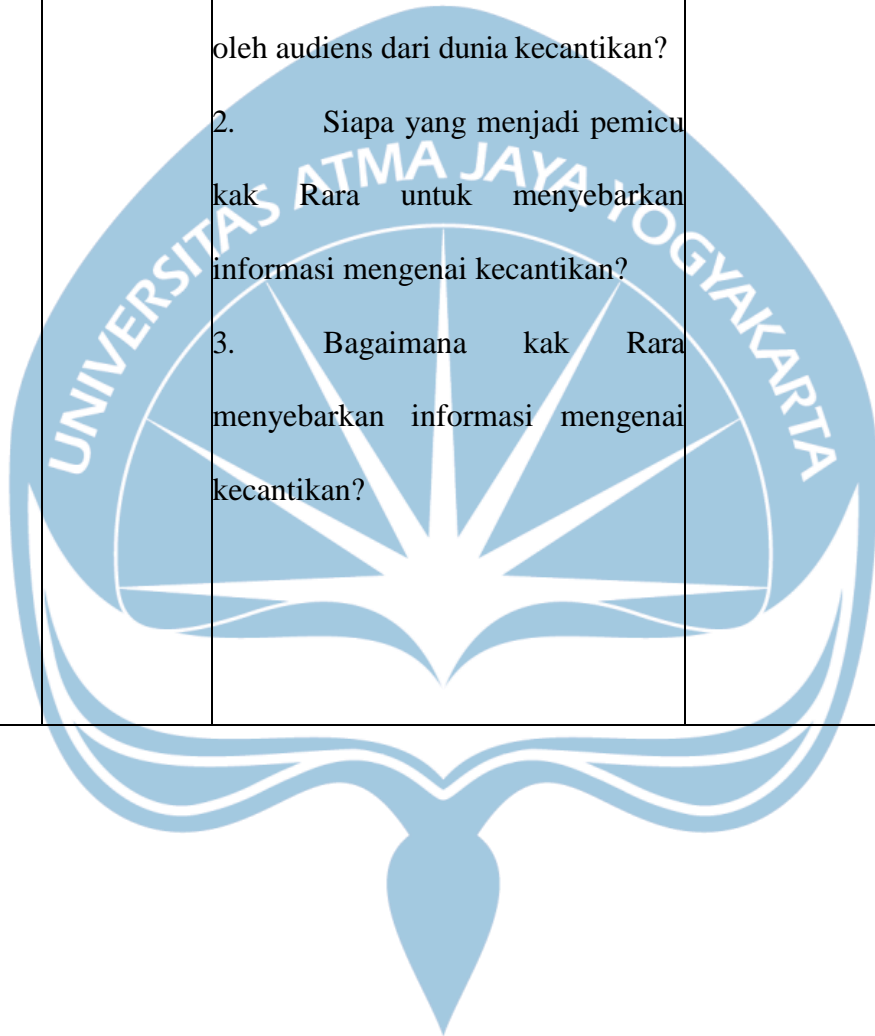 oleh audiens dari dunia kecantikan?
2. Siapa yang menjadi pemicu
kak Rara untuk menyebarkan
informasi mengenai kecantikan?
3. Bagaimana kak Rara
menyebarkan informasi mengenai
kecantikan?
UNIVERSITAS ATMA JAYA YOGYAKARTA